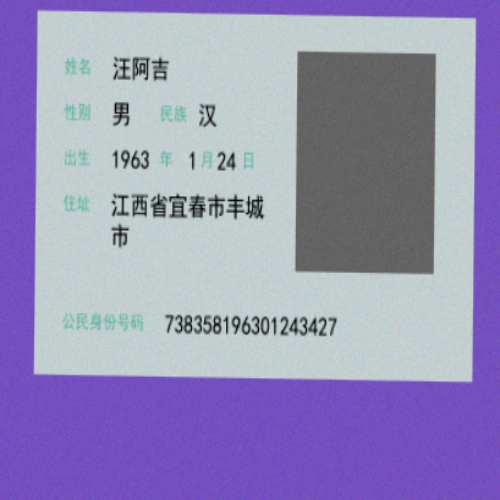 姓名 汪阿吉
性别 男 民族 汉
出生 1963 年 1 月 24 日
住址 江西省宜春市丰城
市
公民身份号码 738358196301243427